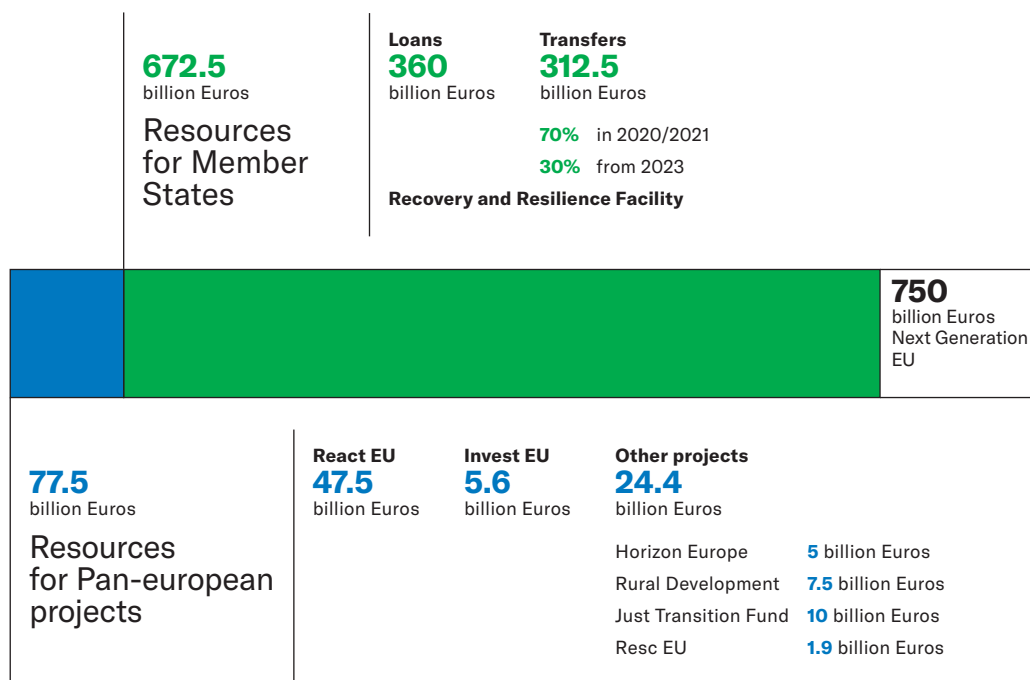 672.5
billion Euros
Resources
for Member
States
Loans
360
billion Euros
Transfers
312.5
billion Euros
70% in 2020/2021
30% from 2023
Recovery and Resilience Facility
750
billion Euros
Next Generation
EU
77.5
billion Euros
Resources
for Pan-european
projects
React EU
47.5
billion Euros
Invest EU
5.6
billion Euros
Other projects
24.4
billion Euros
Horizon Europe 5 billion Euros
Rural Development 7.5 billion Euros
Just Transition Fund 10 billion Euros
Resc EU 1.9 billion Euros